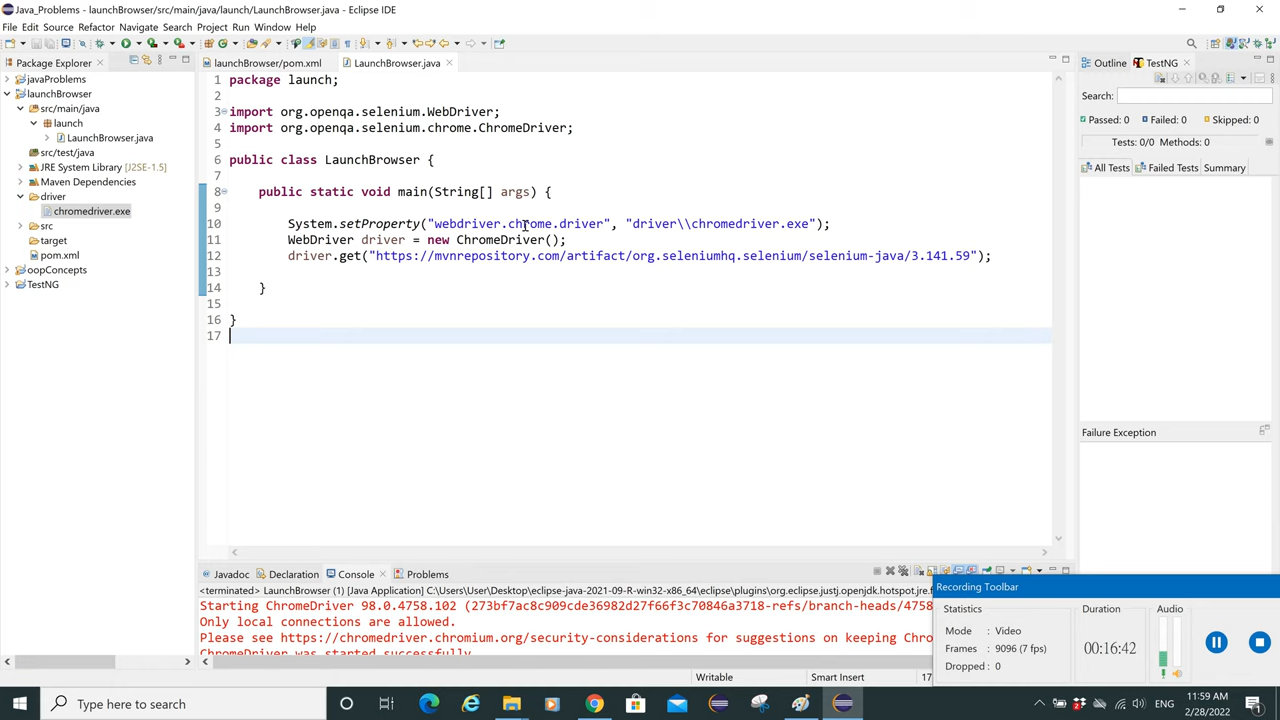 Java_Problems - launchBrowser/src/main/java/launch/LaunchBrowser.java - Eclipse IDE
File Edit Source Refactor Navigate Search Project Run Window Help
Package Explorer
launchBrowser/pom.xml
LaunchBrowser.java
Outline
TestNG
javaProblems
launchBrowser
src/main/java
launch
LaunchBrowser.java
src/test/java
JRE System Library [J2SE-1.5]
Maven Dependencies
driver
chromedriver.exe
src
target
pom.xml
oopConcepts
TestNG
1 package launch;
2
3 import org.openqa.selenium.WebDriver;
4 import org.openqa.selenium.chrome.ChromeDriver;
5
6 public class LaunchBrowser {
7
8 public static void main(String[] args) {
9
10 System.setProperty("webdriver.chrome.driver", "driver\\chromedriver.exe");
11 WebDriver driver = new ChromeDriver();
12 driver.get("https://mvnrepository.com/artifact/org.seleniumhq.selenium/selenium-java/3.141.59");
13
14 }
15
16 }
17
Search:
Passed: 0 Failed: 0 Skipped: 0
Tests: 0/0 Methods: 0
All Tests Failed Tests Summary
Failure Exception
Javadoc Declaration Console Problems
<terminated> LaunchBrowser (1) [Java Application] C:\Users\User\Desktop\eclipse-java-2021-09-R-win32-x86_64\eclipse\plugins\org.eclipse.justj.openjdk.hotspot.jre.f
Starting ChromeDriver 98.0.4758.102 (273bf7ac8c909cde36982d27f66f3c70846a3718-refs/branch-heads/4758
Only local connections are allowed.
Please see https://chromedriver.chromium.org/security-considerations for suggestions on keeping Chro
ChromeDriver was started successfully
Recording Toolbar
Statistics
Mode : Video
Frames : 9096 (7 fps)
Dropped : 0
Duration
00:16:42
Audio
Writable
Smart Insert
17
Type here to search
ENG
11:59 AM
2/28/2022
1